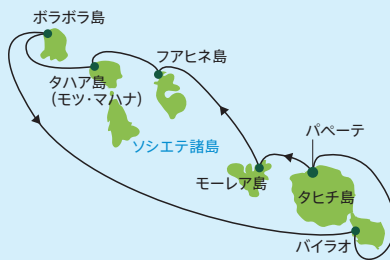 ボラボラ島
フアヒネ島
タハア島
(モツ・マハナ)
ソシエテ諸島
パペーテ
モーレア島
タヒチ島
バイラオ